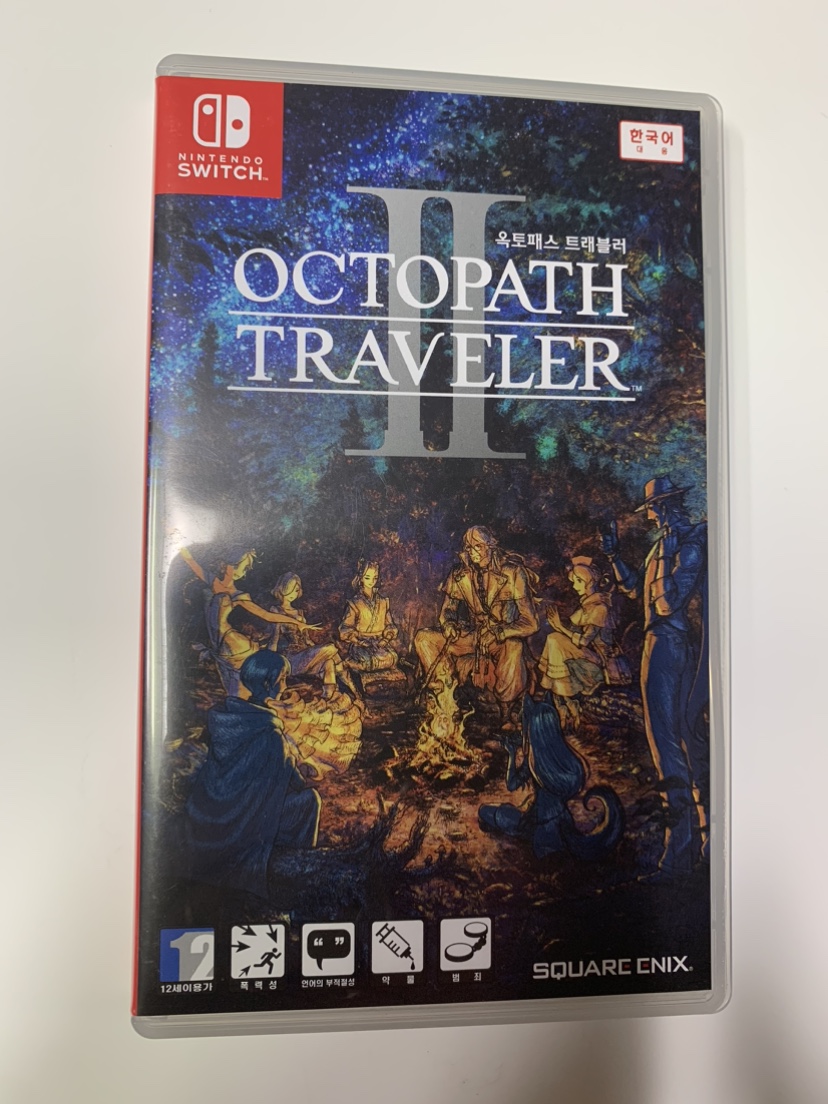 NINTENDO
SWITCH™
한국어
대 응
II
옥토패스 트래블러
OCTOPATH
TRAVELER™
12
12세이용가
폭 력 성
언어의 부적절성
약 물
범 죄
SQUARE ENIX®